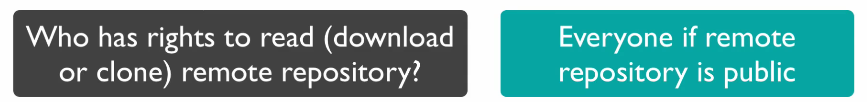 Who has rights to read (download
or clone) remote repository?
Everyone if remote
repository is public